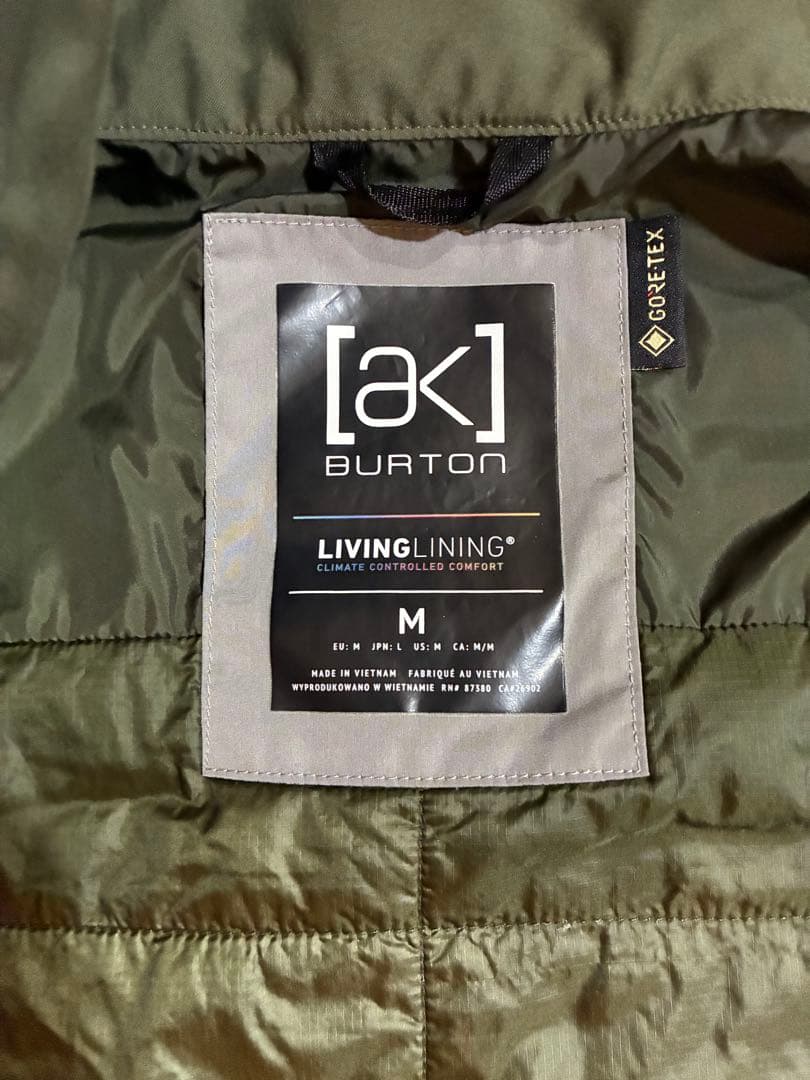 [ak]
BURTON
LIVINGLINING®
CLIMATE CONTROLLED COMFORT
M
EU: M JPN: L US: M CA: M/M
MADE IN VIETNAM FABRIQUÉ AU VIETNAM
WYPRODUKOWANO W WIETNAMIE RN# 87580 CA#26902
GORE-TEX